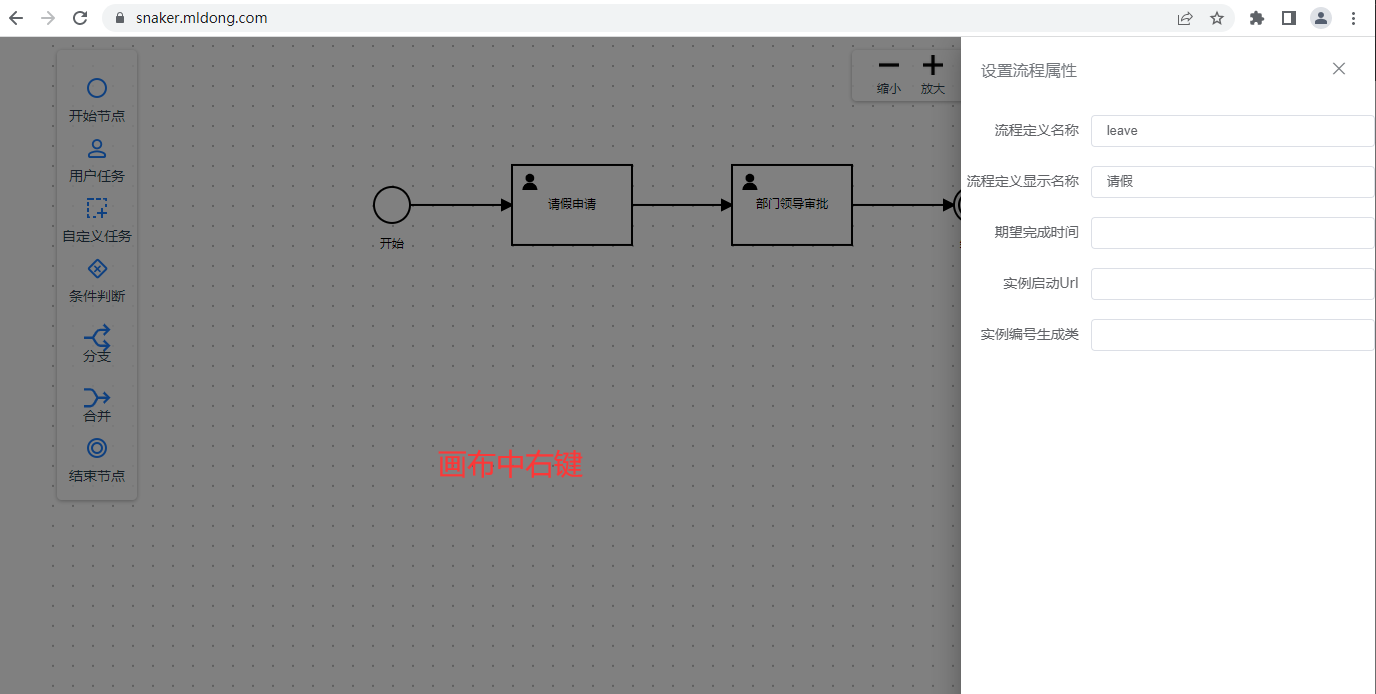 snaker.mldong.com
开始节点
用户任务
自定义任务
条件判断
分支
合并
结束节点
缩小
放大
开始
请假申请
部门领导审批
画布中右键
设置流程属性
流程定义名称 leave
流程定义显示名称 请假
期望完成时间
实例启动Url
实例编号生成类